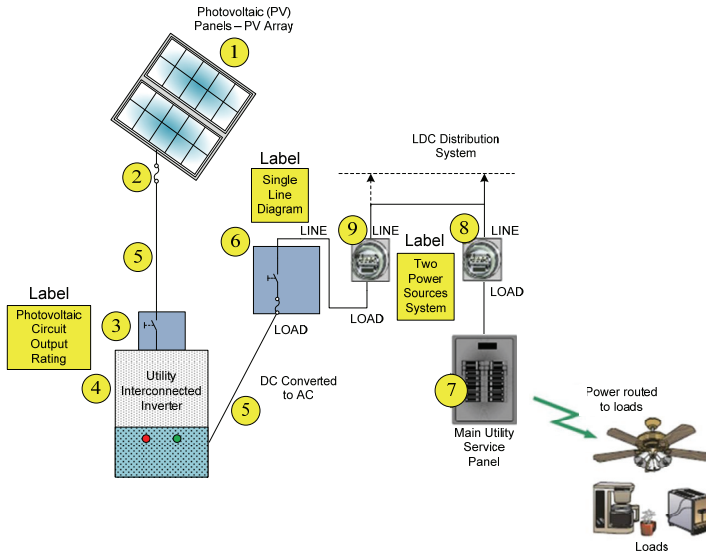 Photovoltaic (PV)
Panels – PV Array
1
2
5
Label
Photovoltaic
Circuit
Output
Rating
3
4
Utility
Interconnected
Inverter
DC Converted
to AC
5
Label
Single
Line
Diagram
6
LINE
LOAD
LDC Distribution
System
9
LINE
LOAD
Label
Two
Power
Sources
System
8
LINE
LOAD
7
Main Utility
Service
Panel
Power routed
to loads
Loads